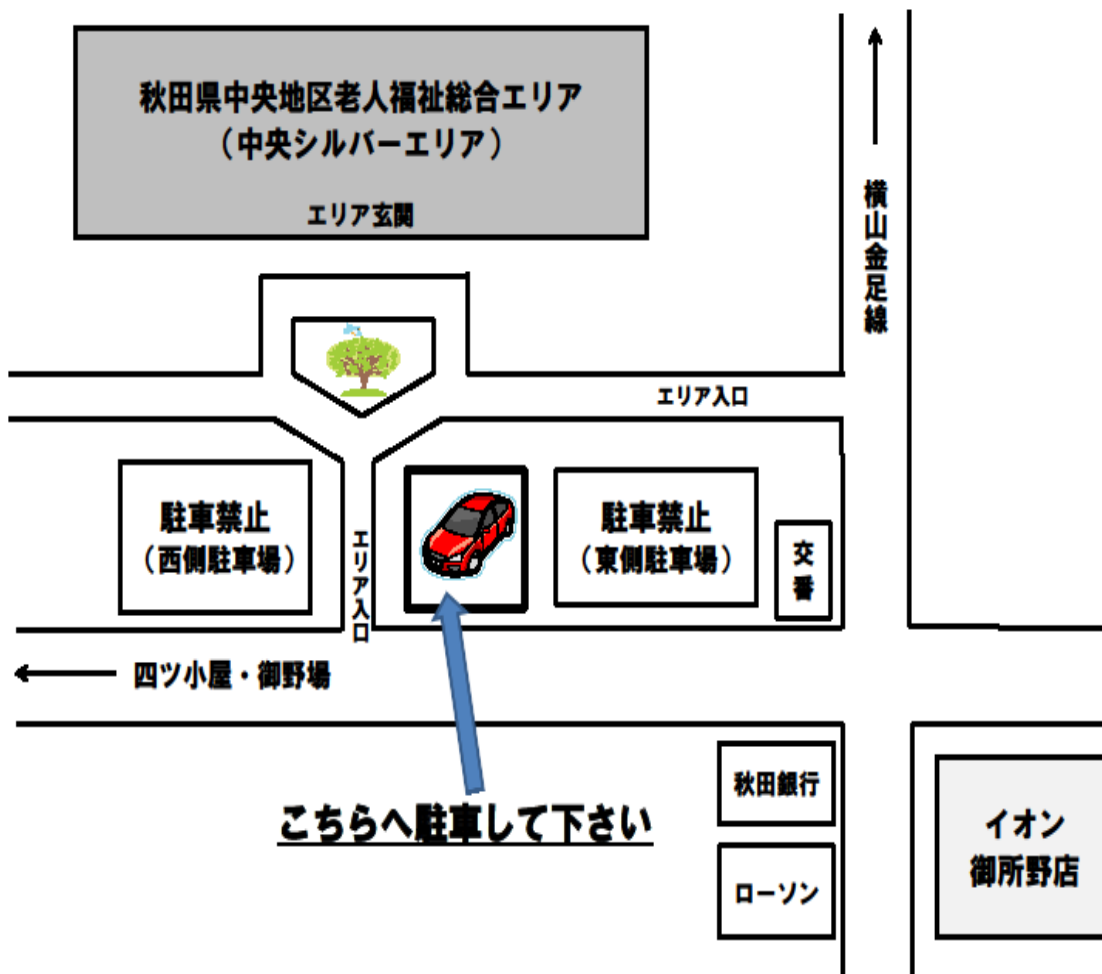 秋田県中央地区老人福祉総合エリア
（中央シルバーエリア）
エリア玄関
横山金足線
エリア入口
駐車禁止
（西側駐車場）
エリア入口
駐車禁止
（東側駐車場）
交番
四ツ小屋・御野場
こちらへ駐車して下さい
秋田銀行
ローソン
イオン
御所野店